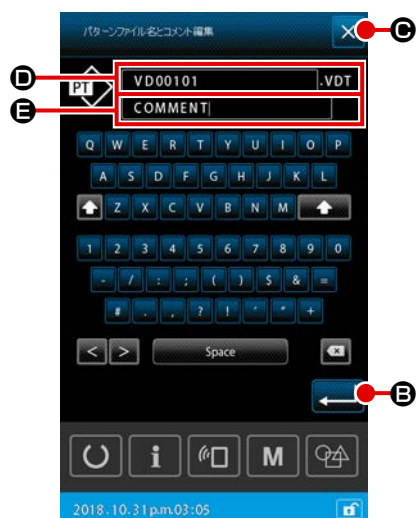 パターンファイル名とコメント編集
C
D
PT
VD00101
.VDT
E
COMMENT
Q W E R T Y U I O P
A S D F G H J K L
Z X C V B N M
1 2 3 4 5 6 7 8 9 0
- / : ; ( ) $ & =
# . , ? ! ' " +
< > Space
B
i M
2018.10.31p.m.03:05